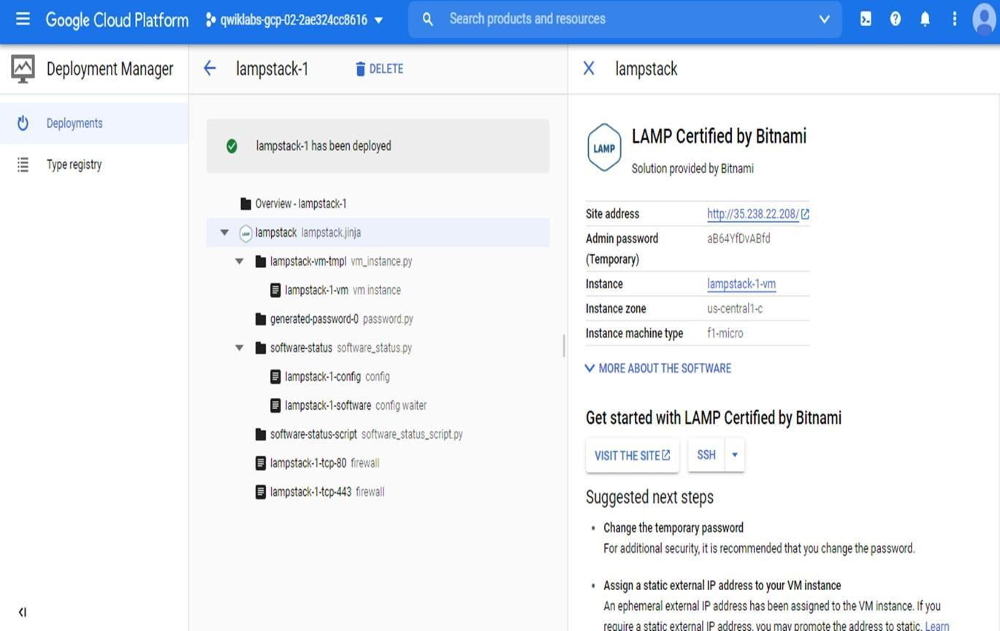 Google Cloud Platform qwiklabs-gcp-02-2ae324cc8616 Search products and resources
Deployment Manager
Deployments
Type registry
lampstack-1 DELETE
lampstack-1 has been deployed
Overview - lampstack-1
LAMP lampstack lampstack.jinja
lampstack-vm-tmpl vm_instance.py
lampstack-1-vm vm instance
generated-password-0 password.py
software-status software_status.py
lampstack-1-config config
lampstack-1-software config waiter
software-status-script software_status_script.py
lampstack-1-tcp-80 firewall
lampstack-1-tcp-443 firewall
lampstack
LAMP
LAMP Certified by Bitnami
Solution provided by Bitnami
Site address http://35.238.22.208/
Admin password aB64YfDvABfd
(Temporary)
Instance lampstack-1-vm
Instance zone us-central1-c
Instance machine type f1-micro
MORE ABOUT THE SOFTWARE
Get started with LAMP Certified by Bitnami
VISIT THE SITE SSH
Suggested next steps
• Change the temporary password
For additional security, it is recommended that you change the password.
• Assign a static external IP address to your VM instance
An ephemeral external IP address has been assigned to the VM instance. If you
require a static external IP address, you may promote the address to static. Learn